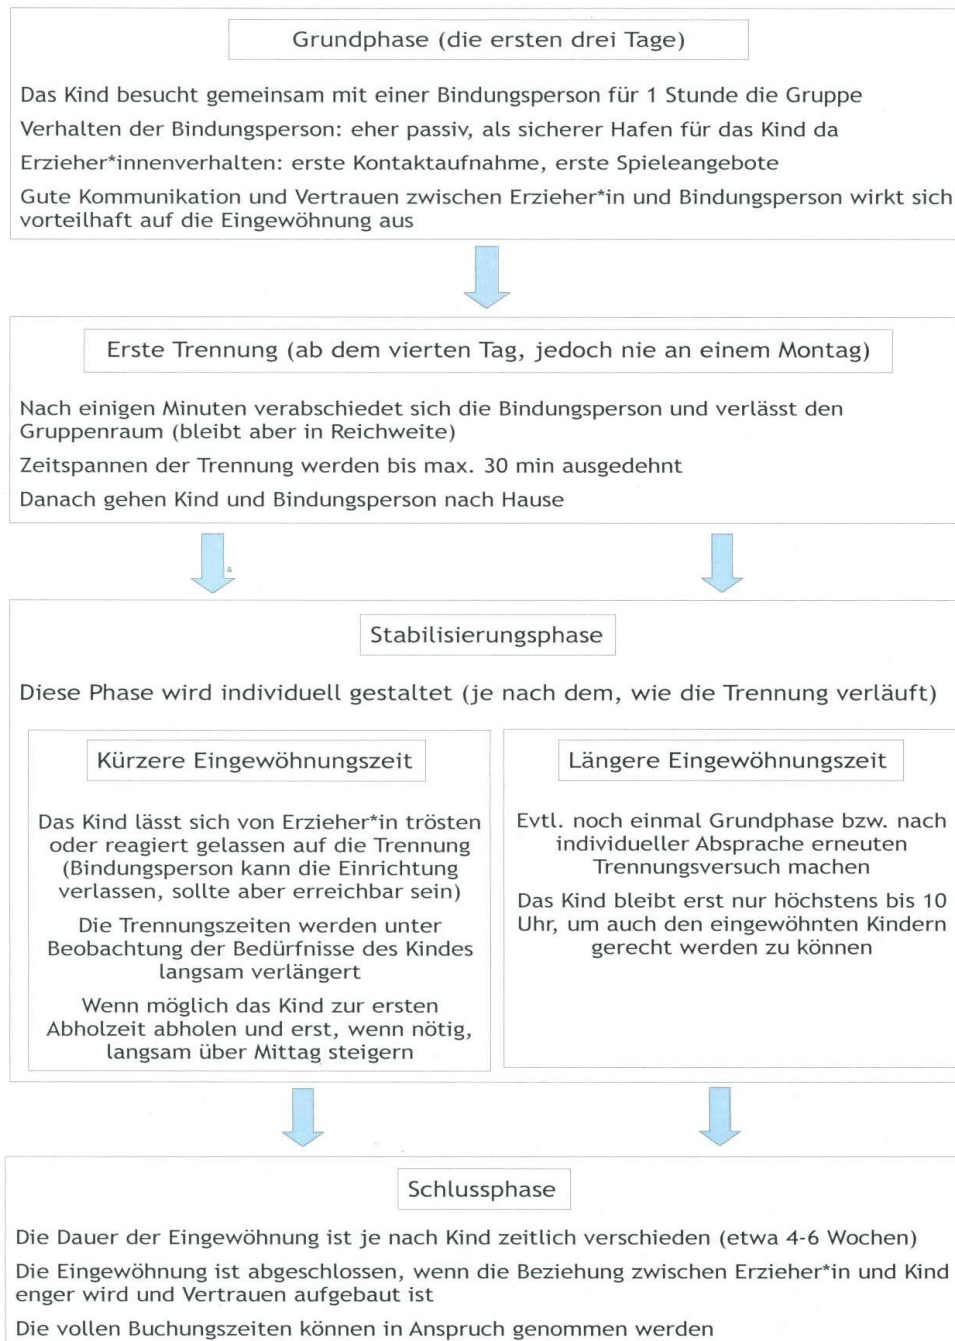 Grundphase (die ersten drei Tage)
Das Kind besucht gemeinsam mit einer Bindungsperson für 1 Stunde die Gruppe
Verhalten der Bindungsperson: eher passiv, als sicherer Hafen für das Kind da
Erzieher*innenverhalten: erste Kontaktaufnahme, erste Spieleangebote
Gute Kommunikation und Vertrauen zwischen Erzieher*in und Bindungsperson wirkt sich
vorteilhaft auf die Eingewöhnung aus
Erste Trennung (ab dem vierten Tag, jedoch nie an einem Montag)
Nach einigen Minuten verabschiedet sich die Bindungsperson und verlässt den
Gruppenraum (bleibt aber in Reichweite)
Zeitspannen der Trennung werden bis max. 30 min ausgedehnt
Danach gehen Kind und Bindungsperson nach Hause
Stabilisierungsphase
Diese Phase wird individuell gestaltet (je nach dem, wie die Trennung verläuft)
Kürzere Eingewöhnungszeit
Das Kind lässt sich von Erzieher*in trösten
oder reagiert gelassen auf die Trennung
(Bindungsperson kann die Einrichtung
verlassen, sollte aber erreichbar sein)
Die Trennungszeiten werden unter
Beobachtung der Bedürfnisse des Kindes
langsam verlängert
Wenn möglich das Kind zur ersten
Abholzeit abholen und erst, wenn nötig,
langsam über Mittag steigern
Längere Eingewöhnungszeit
Evtl. noch einmal Grundphase bzw. nach
individueller Absprache erneuten
Trennungsversuch machen
Das Kind bleibt erst nur höchstens bis 10
Uhr, um auch den eingewöhnten Kindern
gerecht werden zu können
Schlussphase
Die Dauer der Eingewöhnung ist je nach Kind zeitlich verschieden (etwa 4-6 Wochen)
Die Eingewöhnung ist abgeschlossen, wenn die Beziehung zwischen Erzieher*in und Kind
enger wird und Vertrauen aufgebaut ist
Die vollen Buchungszeiten können in Anspruch genommen werden